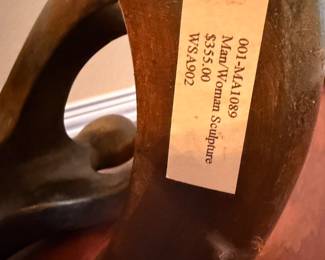 001-MA1089
Man/Woman Sculpture
$355.00
WSA902